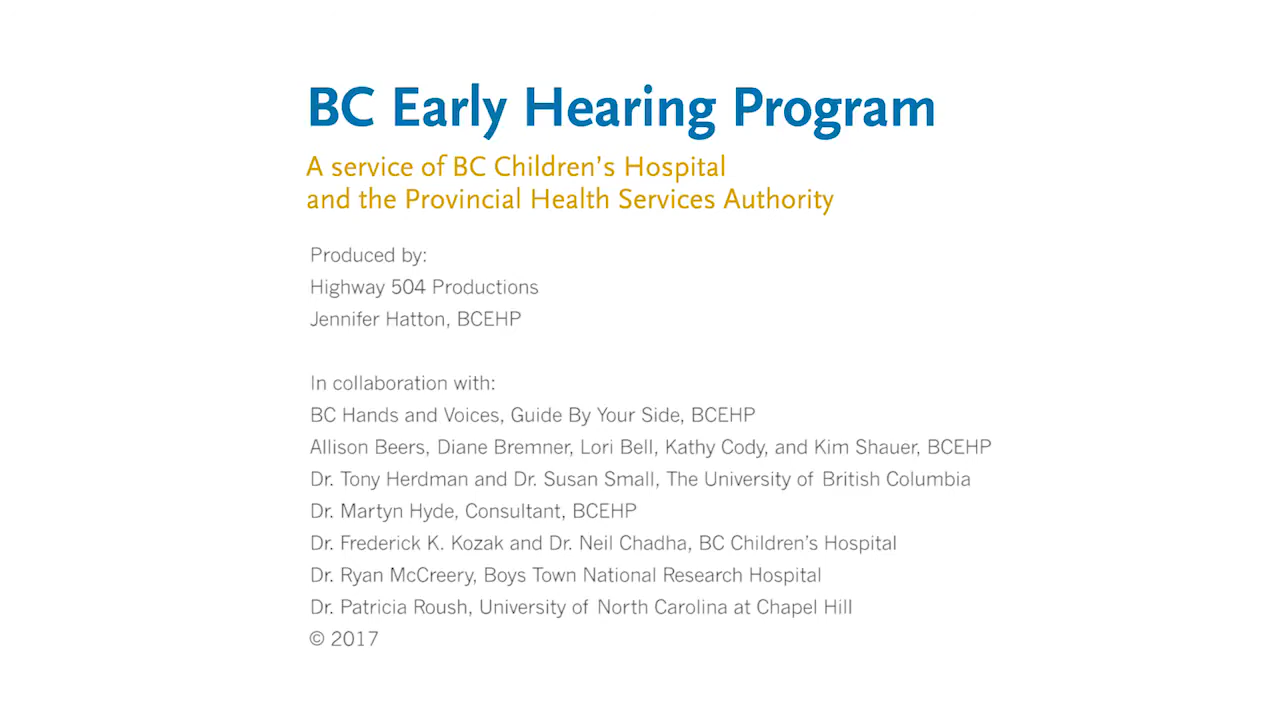 BC Early Hearing Program
A service of BC Children's Hospital
and the Provincial Health Services Authority
Produced by:
Highway 504 Productions
Jennifer Hatton, BCEHP
In collaboration with:
BC Hands and Voices, Guide By Your Side, BCEHP
Allison Beers, Diane Bremner, Lori Bell, Kathy Cody, and Kim Shauer, BCEHP
Dr. Tony Herdman and Dr. Susan Small, The University of British Columbia
Dr. Martyn Hyde, Consultant, BCEHP
Dr. Frederick K. Kozak and Dr. Neil Chadha, BC Children's Hospital
Dr. Ryan McCreery, Boys Town National Research Hospital
Dr. Patricia Roush, University of North Carolina at Chapel Hill
© 2017